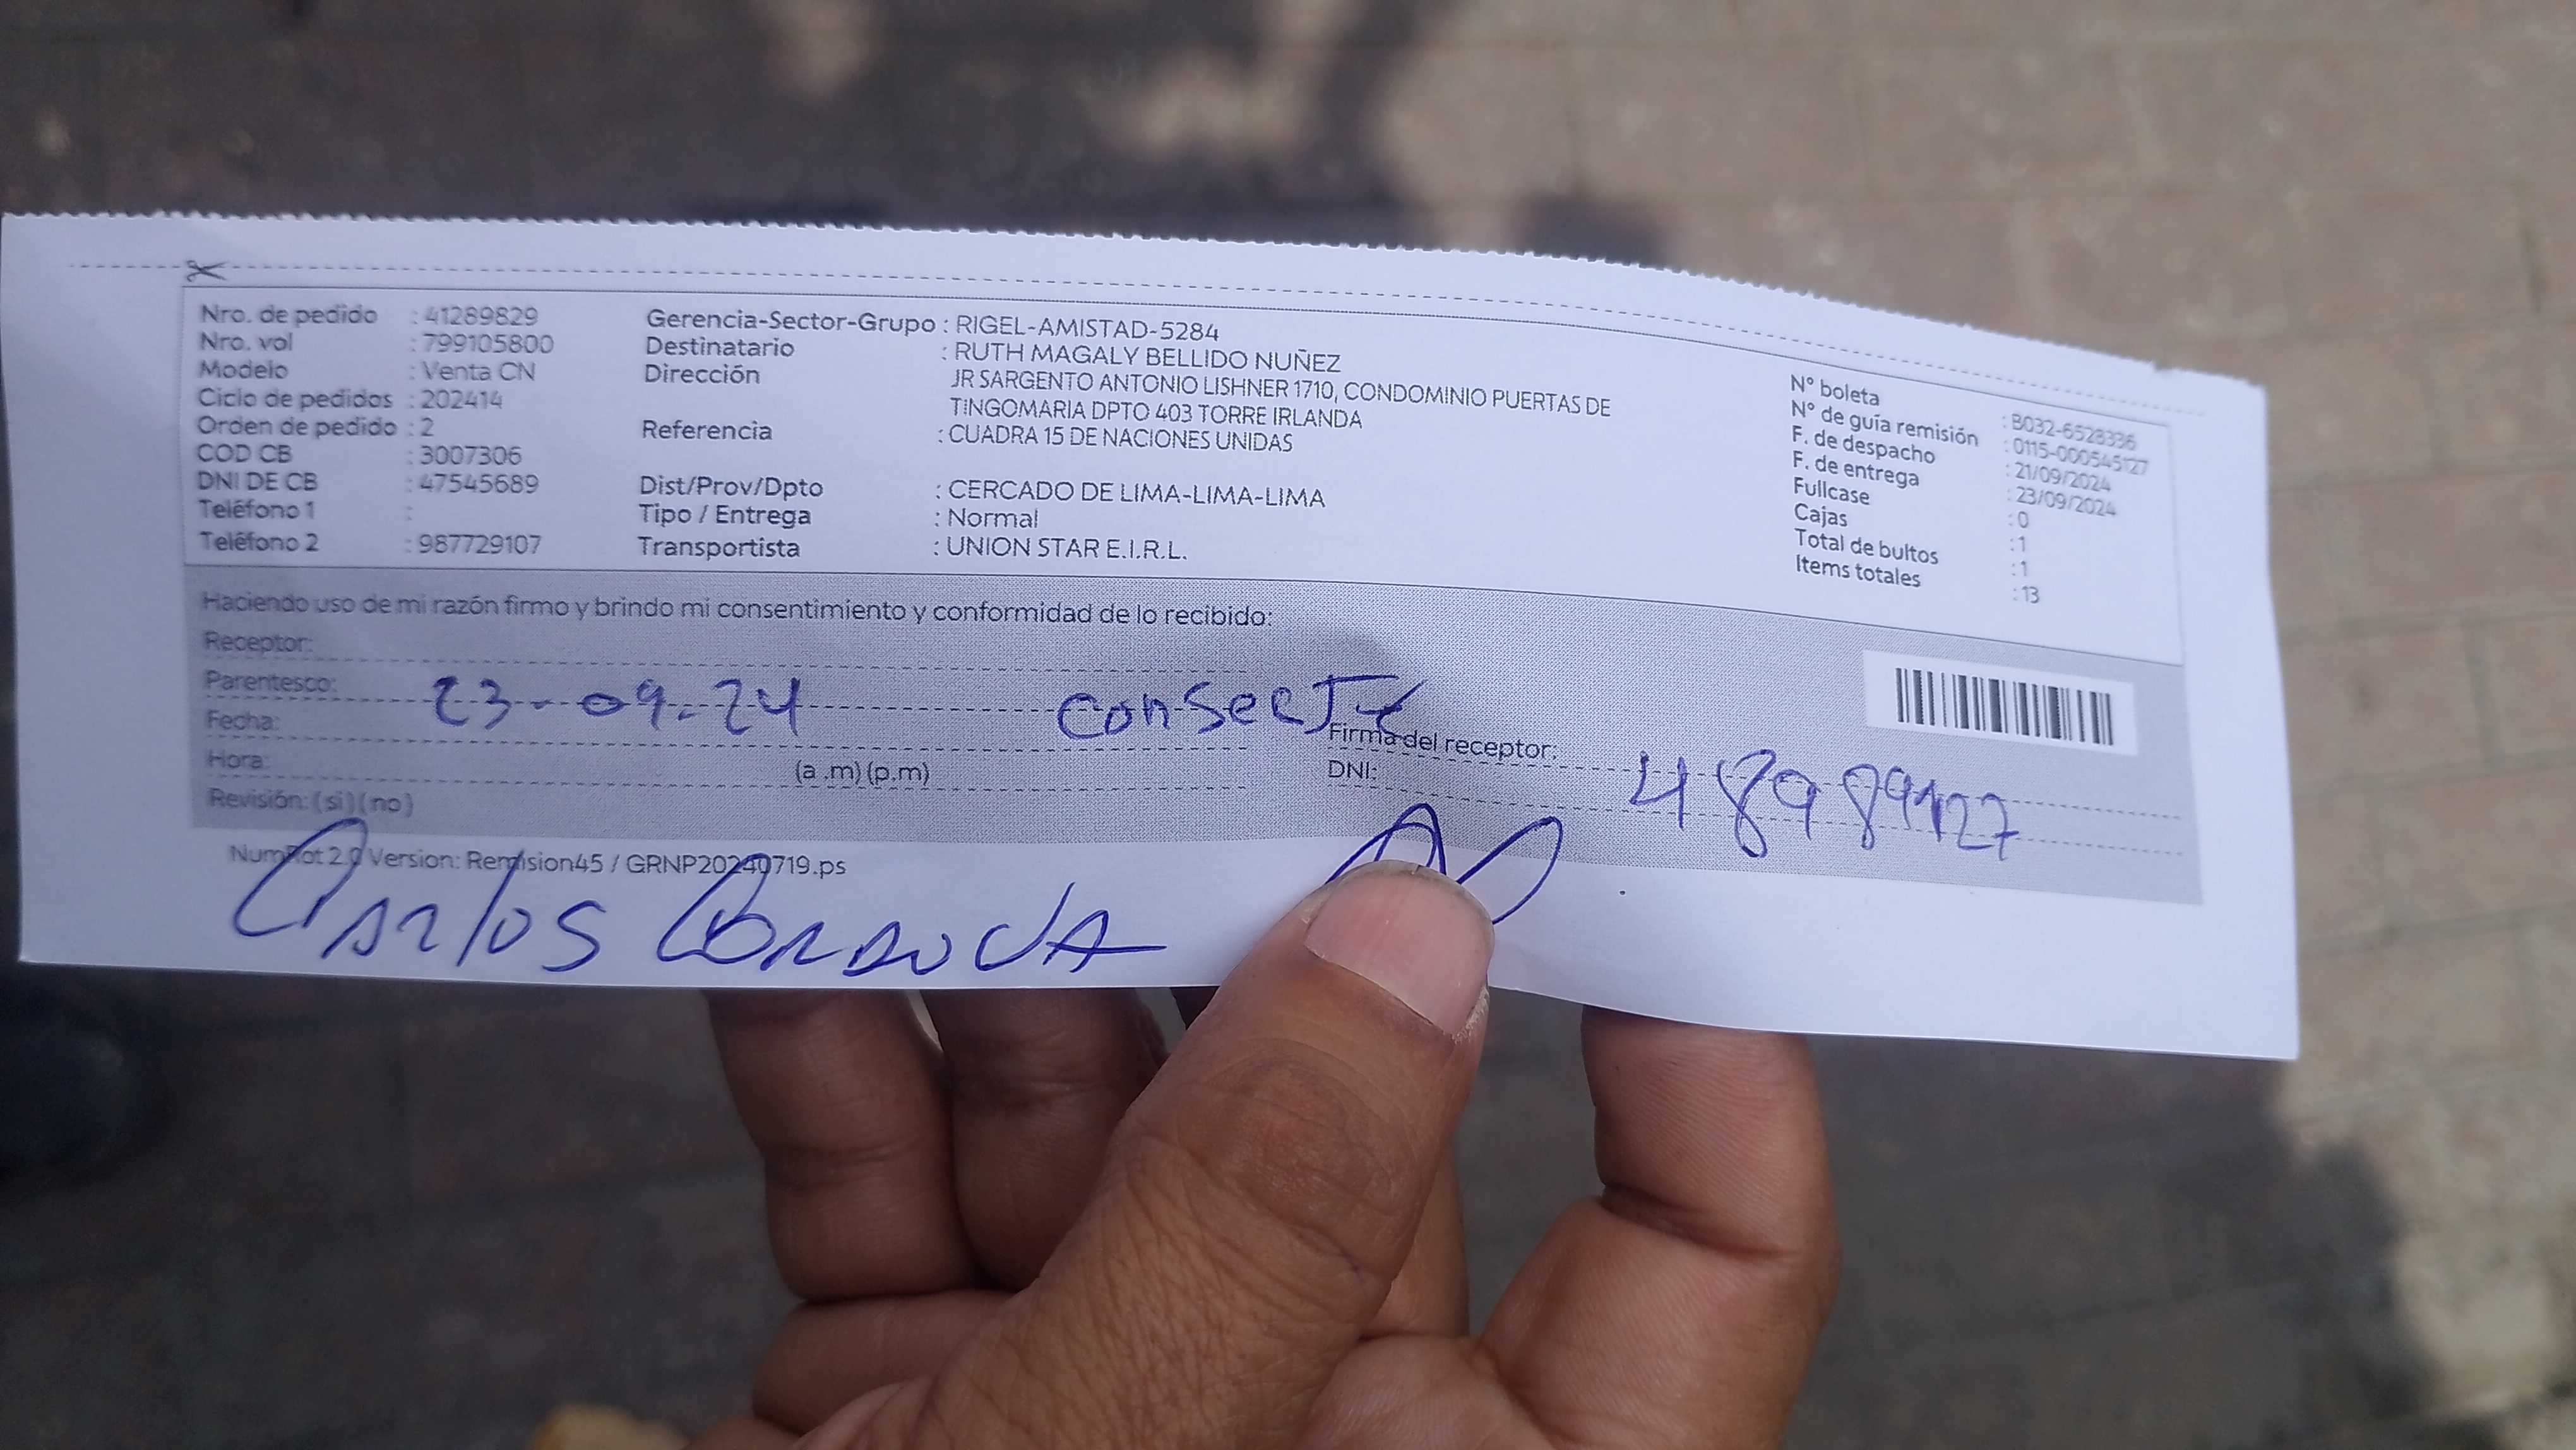 Nro. de pedido : 41289829
Nro. vol : 799105800
Modelo : Venta CN
Ciclo de pedidos : 202414
Orden de pedido : 2
COD CB : 3007306
DNI DE CB : 47545689
Teléfono 1 :
Teléfono 2 : 987729107
Gerencia-Sector-Grupo : RIGEL-AMISTAD-5284
Destinatario : RUTH MAGALY BELLIDO NUÑEZ
Dirección JR SARGENTO ANTONIO LISHNER 1710, CONDOMINIO PUERTAS DE
TINGOMARIA DPTO 403 TORRE IRLANDA
Referencia : CUADRA 15 DE NACIONES UNIDAS
Dist/Prov/Dpto : CERCADO DE LIMA-LIMA-LIMA
Tipo / Entrega : Normal
Transportista : UNION STAR E.I.R.L.
N° boleta : B032-6528336
N° de guía remisión : 0115-000545127
F. de despacho : 21/09/2024
F. de entrega : 23/09/2024
Fullcase : 0
Cajas : 1
Total de bultos : 1
Items totales : 13
Haciendo uso de mi razón firmo y brindo mi consentimiento y conformidad de lo recibido:
Receptor:
Parentesco: 23-09-24 conserje
Fecha:
Firma del receptor:
Hora: (a .m) (p.m)
DNI: 48989127
Revisión: (si) (no)
NumRot 2.0 Version: Remision45 / GRNP20240719.ps
Carlos Cordova